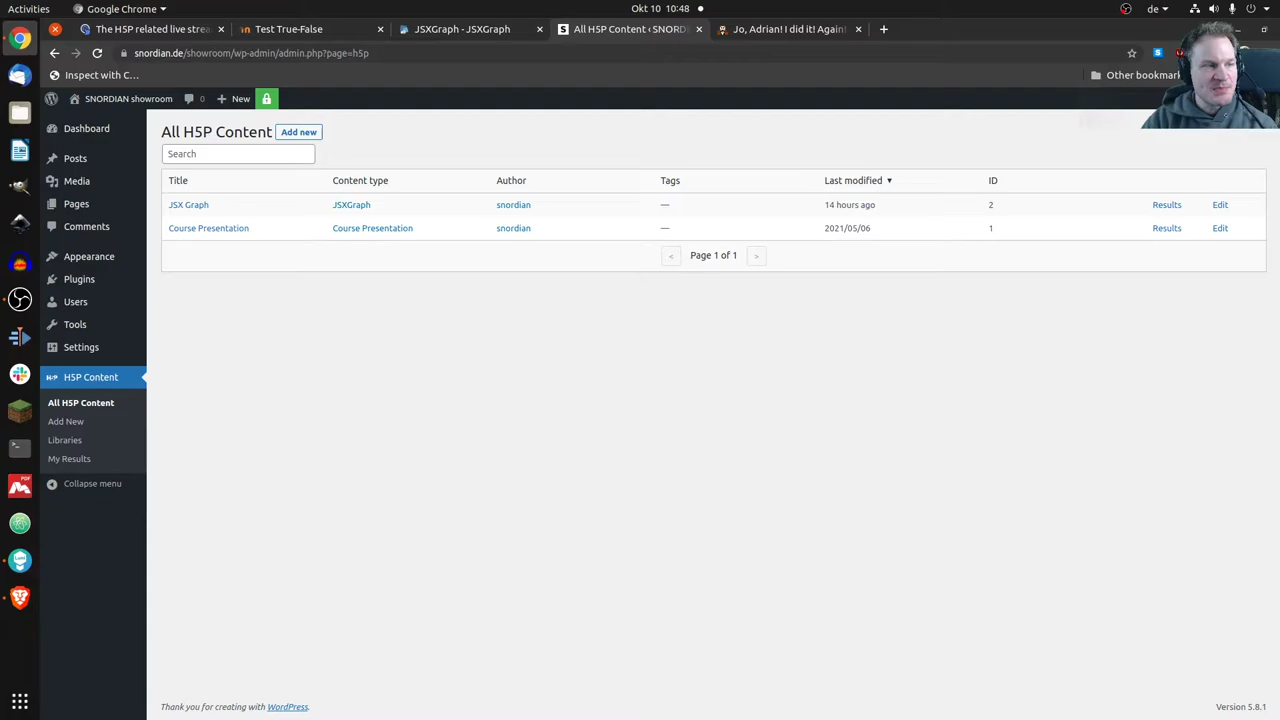 Activities
Google Chrome
Okt 10 10:48
de
The H5P related live strea
Test True-False
JSXGraph - JSXGraph
All H5P Content ‹ SNORD
Jo, Adrian! I did it! Again!
snordian.de/showroom/wp-admin/admin.php?page=h5p
Inspect with C...
Other bookmark
SNORDIAN showroom
0
New
Dashboard
Posts
Media
Pages
Comments
Appearance
Plugins
Users
Tools
Settings
H5P Content
All H5P Content
Add New
Libraries
My Results
Collapse menu
All H5P Content Add new
Search
Title Content type Author Tags Last modified ▼ ID
JSX Graph JSXGraph snordian — 14 hours ago 2 Results Edit
Course Presentation Course Presentation snordian — 2021/05/06 1 Results Edit
< Page 1 of 1 >
Thank you for creating with WordPress.
Version 5.8.1